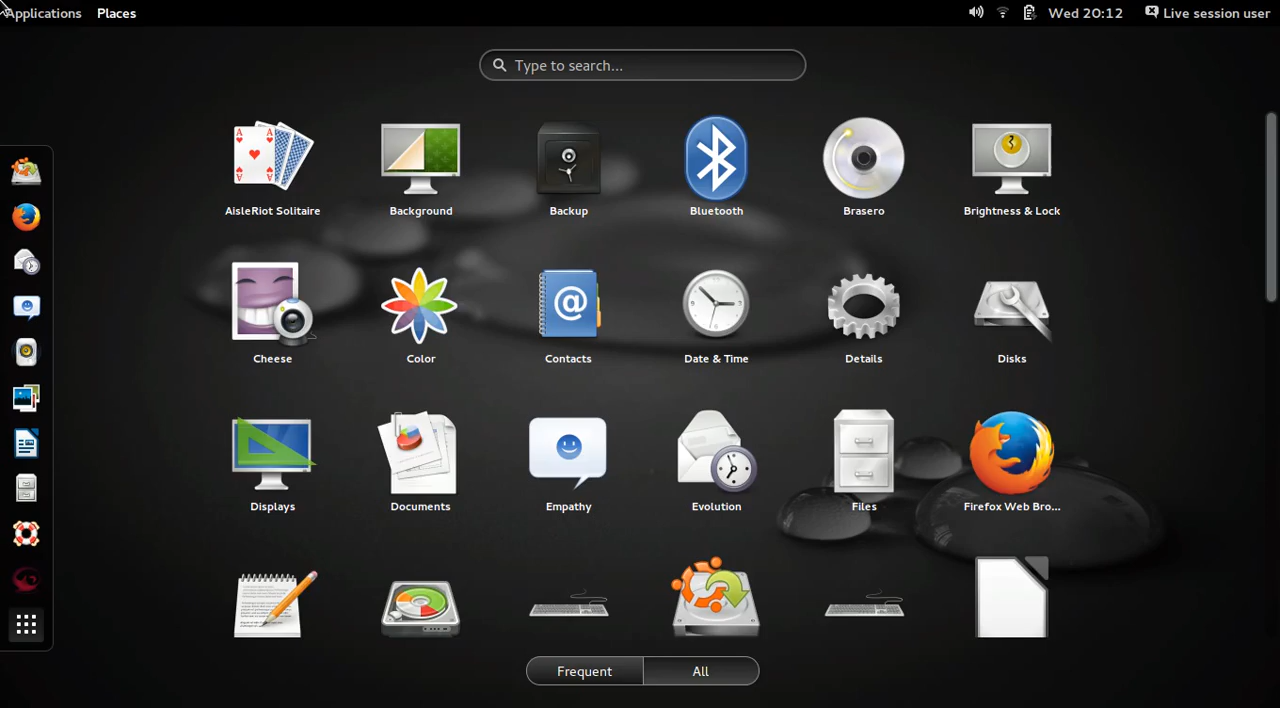 Applications Places Wed 20:12 Live session user
Type to search...
AisleRiot Solitaire Background Backup Bluetooth Brasero Brightness & Lock
Cheese Color Contacts Date & Time Details Disks
Displays Documents Empathy Evolution Files Firefox Web Bro...
Frequent All